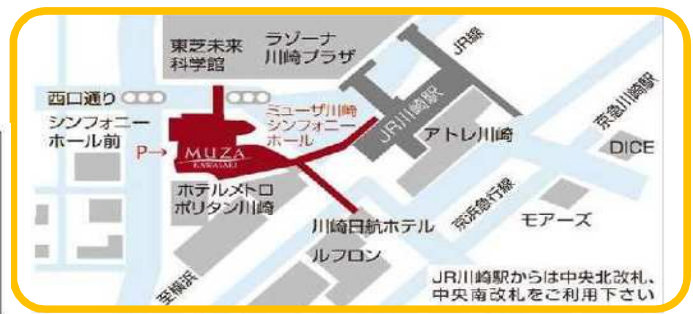 東芝未来
科学館
ラゾーナ
川崎プラザ
JR線
西口通り
シンフォニー
ホール前
P→
MUZA
KAWASAKI
ミューザ川崎
シンフォニー
ホール
JR川崎駅
アトレ川崎
京急川崎駅
DICE
ホテルメトロ
ポリタン川崎
川崎日航ホテル
ルフロン
京浜急行線
モアーズ
至横浜
JR川崎駅からは中央北改札、
中央南改札をご利用下さい